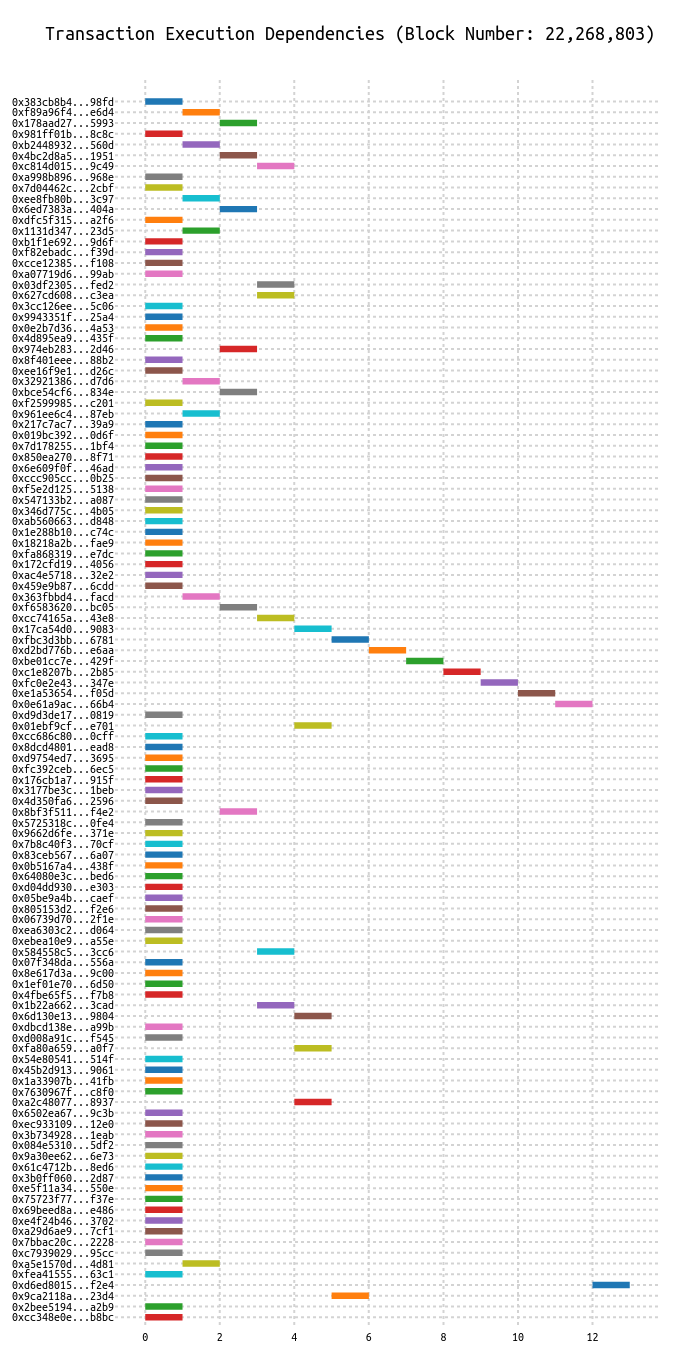 Transaction Execution Dependencies (Block Number: 22,268,803)
0x383cb8b4...98fd
0xf89a96f4...e6d4
0x178aad27...5993
0x981ff01b...8c8c
0xb2448932...560d
0x4bc2d8a5...1951
0xc814d015...9c49
0xa998b896...968e
0x7d04462c...2cbf
0xee8fb80b...3c97
0x6ed7383a...404a
0xdfc5f315...a2f6
0x1131d347...23d5
0xb1f1e692...9d6f
0xf82ebadc...f39d
0xcce12385...f108
0xa07719d6...99ab
0x03df2305...fed2
0x627cd608...c3ea
0x3cc126ee...5c06
0x9943351f...25a4
0x0e2b7d36...4a53
0x4d895ea9...435f
0x974eb283...2d46
0x8f401eee...88b2
0xee16f9e1...d26c
0x32921386...d7d6
0xbce54cf6...834e
0xf2599985...c201
0x961ee6c4...87eb
0x217c7ac7...39a9
0x019bc392...0d6f
0x7d178255...1bf4
0x850ea270...8f71
0x6e609f0f...46ad
0xccc905cc...0b25
0xf5e2d125...5138
0x547133b2...a087
0x346d775c...4b05
0xab560663...d848
0x1e288b10...c74c
0x18218a2b...fae9
0xfa868319...e7dc
0x172cfd19...4056
0xac4e5718...32e2
0x459e9b87...6cdd
0x363fbbd4...facd
0xf6583620...bc05
0xcc74165a...43e8
0x17ca54d0...9083
0xfbc3d3bb...6781
0xd2bd776b...e6aa
0xbe01cc7e...429f
0xc1e8207b...2b85
0xfc0e2e43...347e
0xe1a53654...f05d
0x0e61a9ac...66b4
0xd9d3de17...0819
0x01ebf9cf...e701
0xcc686c80...0cff
0x8dcd4801...ead8
0xd9754ed7...3695
0xfc392ceb...6ec5
0x176cb1a7...915f
0x3177be3c...1beb
0x4d350fa6...2596
0x8bf3f511...f4e2
0x5725318c...0fe4
0x9662d6fe...371e
0x7b8c40f3...70cf
0x83ceb567...6a07
0x0b5167a4...438f
0x64080e3c...bed6
0xd04dd930...e303
0x05be9a4b...caef
0x805153d2...f2e6
0x06739d70...2f1e
0xea6303c2...d064
0xebea10e9...a55e
0x584558c5...3cc6
0x07f348da...556a
0x8e617d3a...9c00
0x1ef01e70...6d50
0x4fbe65f5...f7b8
0x1b22a662...3cad
0x6d130e13...9804
0xdbcd138e...a99b
0xd008a91c...f545
0xfa80a659...a0f7
0x54e80541...514f
0x45b2d913...9061
0x1a33907b...41fb
0x7630967f...c8f0
0xa2c48077...8937
0x6502ea67...9c3b
0xec933109...12e0
0x3b734928...1eab
0x084e5310...5df2
0x9a30ee62...6e73
0x61c4712b...8ed6
0x3b0ff060...2d87
0xe5f11a34...550e
0x75723f77...f37e
0x69beed8a...e486
0xe4f24b46...3702
0xa29d6ae9...7cf1
0x7bbac20c...2228
0xc7939029...95cc
0xa5e1570d...4d81
0xfea41555...63c1
0xd6ed8015...f2e4
0x9ca2118a...23d4
0x2bee5194...a2b9
0xcc348e0e...b8bc
0 2 4 6 8 10 12